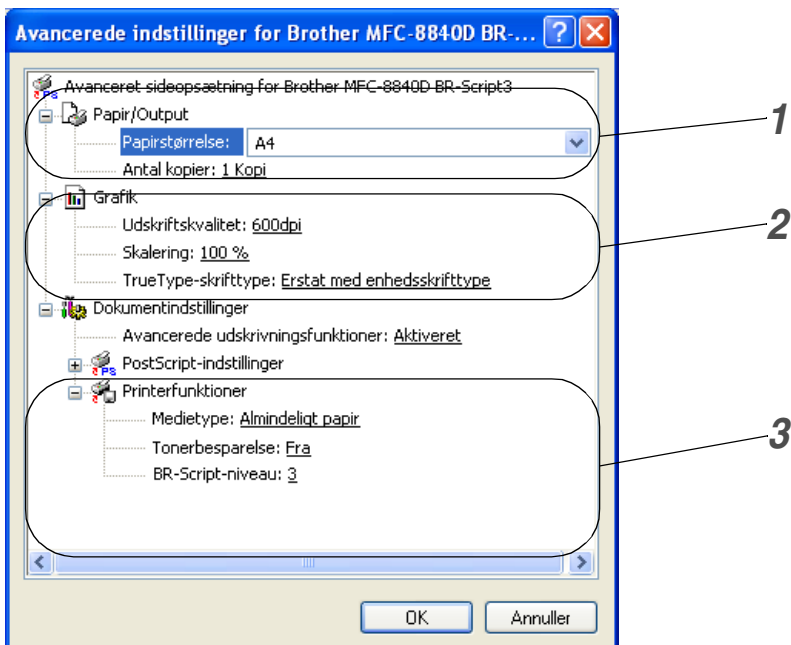 Avancerede indstillinger for Brother MFC-8840D BR-...
Avanceret sideopsætning for Brother MFC-8840D BR-Script3
Papir/Output
Papirstørrelse: A4
Antal kopier: 1 Kopi
1
Grafik
Udskriftskvalitet: 600dpi
Skalering: 100 %
TrueType-skrifttype: Erstat med enhedsskrifttype
2
Dokumentindstillinger
Avancerede udskrivningsfunktioner: Aktiveret
PS PostScript-indstillinger
Printerfunktioner
Medietype: Almindeligt papir
Tonerbesparelse: Fra
BR-Script-niveau: 3
3
OK Annuller